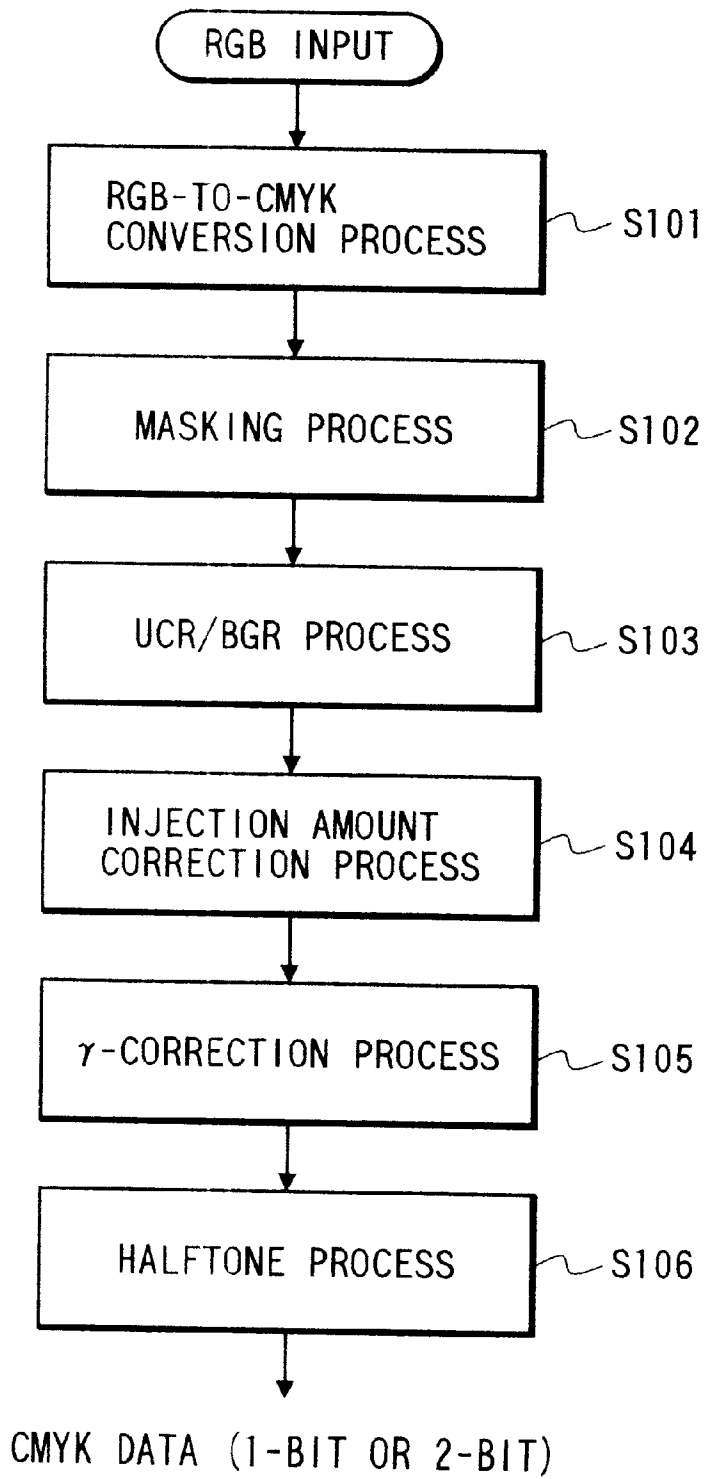 RGB INPUT
RGB-TO-CMYK
CONVERSION PROCESS
S101
MASKING PROCESS
S102
UCR/BGR PROCESS
S103
INJECTION AMOUNT
CORRECTION PROCESS
S104
γ-CORRECTION PROCESS
S105
HALFTONE PROCESS
S106
CMYK DATA (1-BIT OR 2-BIT)